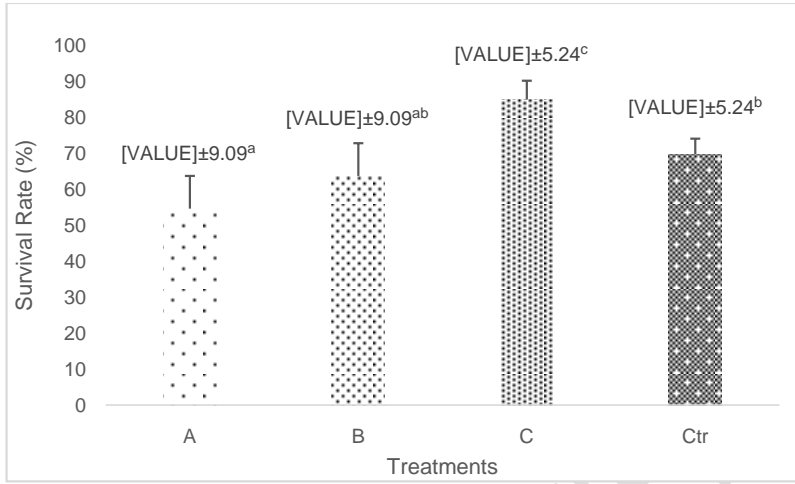 100
90
80
70
60
50
40
30
20
10
0
Survival Rate (%)
[VALUE]±9.09ᵃ
[VALUE]±9.09ᵃᵇ
[VALUE]±5.24ᶜ
[VALUE]±5.24ᵇ
A B C Ctr
Treatments